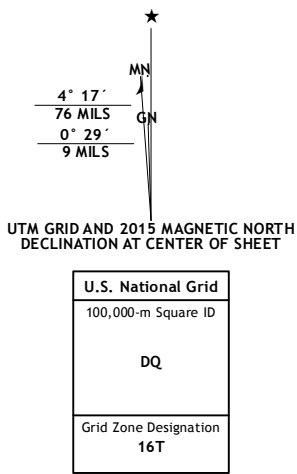 MN
4° 17´
76 MILS
GN
0° 29´
9 MILS
UTM GRID AND 2015 MAGNETIC NORTH
DECLINATION AT CENTER OF SHEET
U.S. National Grid
100,000-m Square ID
DQ
Grid Zone Designation
16T